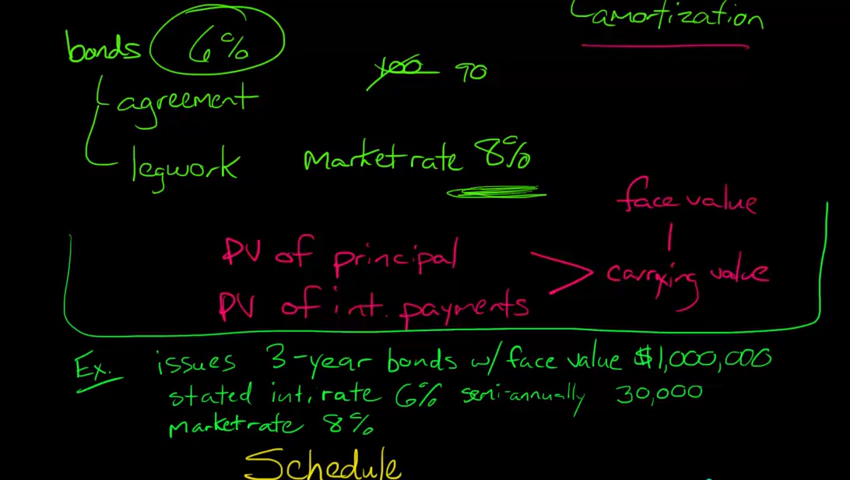 amortization
bonds 6%
100 90
agreement
legwork market rate 8%
face value
PV of principal
carrying value
PV of int. payments
Ex. issues 3-year bonds w/ face value $1,000,000
stated int. rate 6% semi-annually 30,000
market rate 8%
Schedule